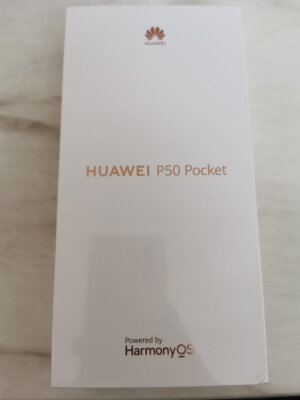 HUAWEI
HUAWEI P50 Pocket
Powered by
HarmonyOS